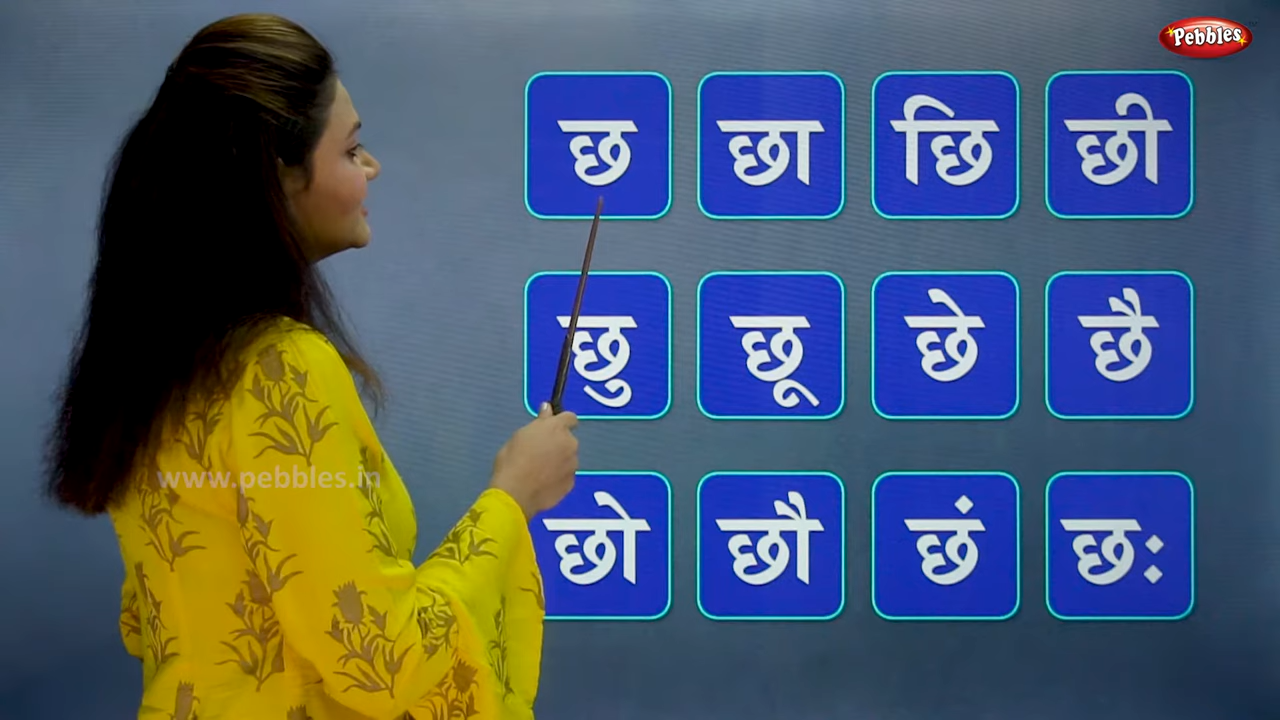 Pebbles
छ छा छि छी
छु छू छे छै
www.pebbles.in
छो छौ छं छः